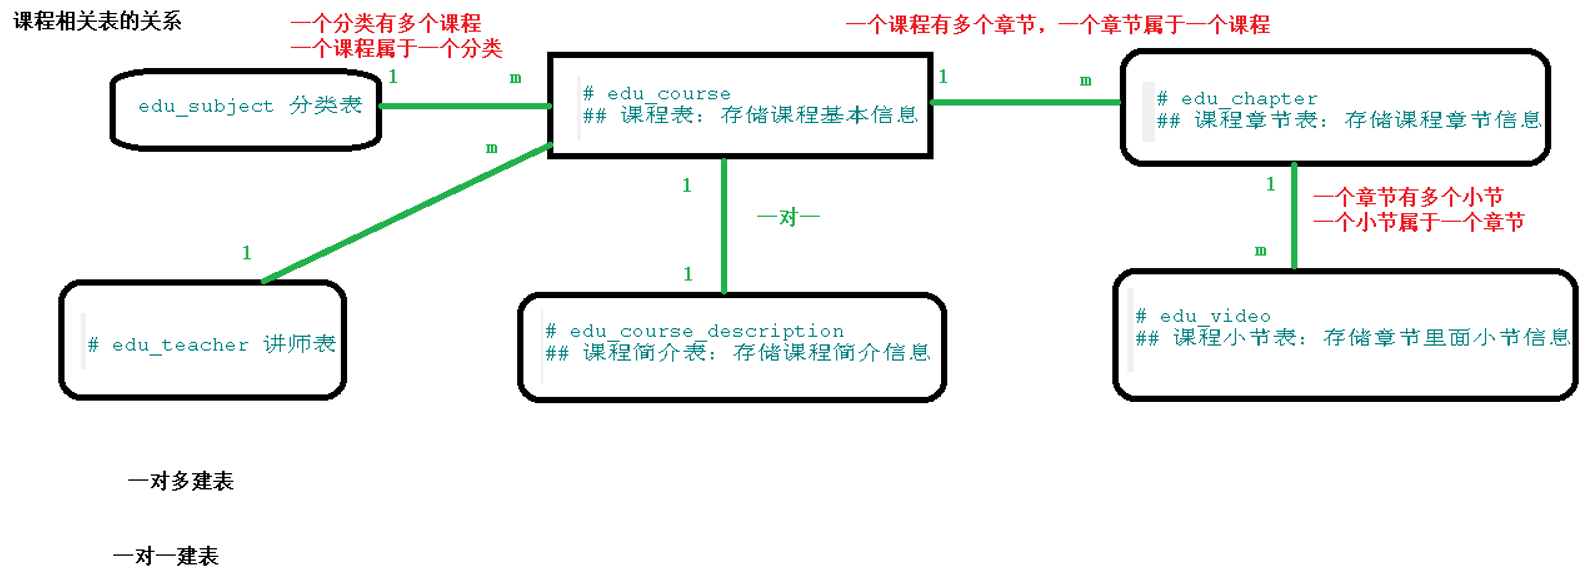 课程相关表的关系
一个分类有多个课程
一个课程属于一个分类
一个课程有多个章节，一个章节属于一个课程
1
m
1
m
edu_subject 分类表
# edu_course
## 课程表：存储课程基本信息
# edu_chapter
## 课程章节表：存储课程章节信息
m
1
1
一个章节有多个小节
一个小节属于一个章节
一对一
1
m
1
# edu_teacher 讲师表
# edu_course_description
## 课程简介表：存储课程简介信息
# edu_video
## 课程小节表：存储章节里面小节信息
一对多建表
一对一建表